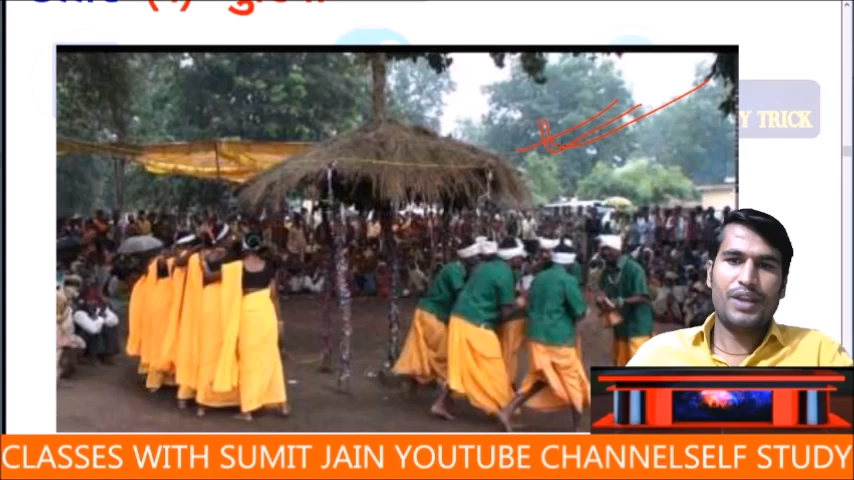 Y TRICK
CLASSES WITH SUMIT JAIN YOUTUBE CHANNELSELF STUDY